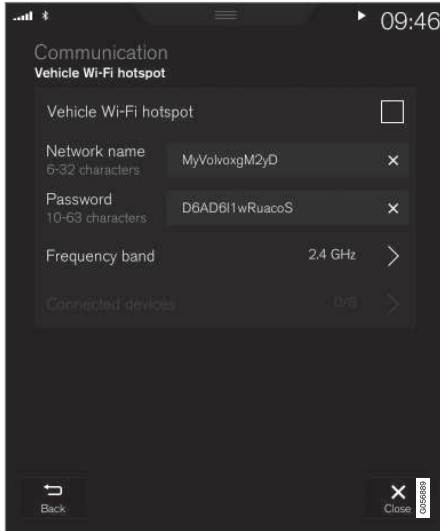 09:46
Communication
Vehicle Wi-Fi hotspot
Vehicle Wi-Fi hotspot
Network name
6-32 characters
MyVolvoxgM2yD
Password
10-63 characters
D6AD6I1wRuacoS
Frequency band
2.4 GHz
Connected devices
0/8
Back
Close
G056889